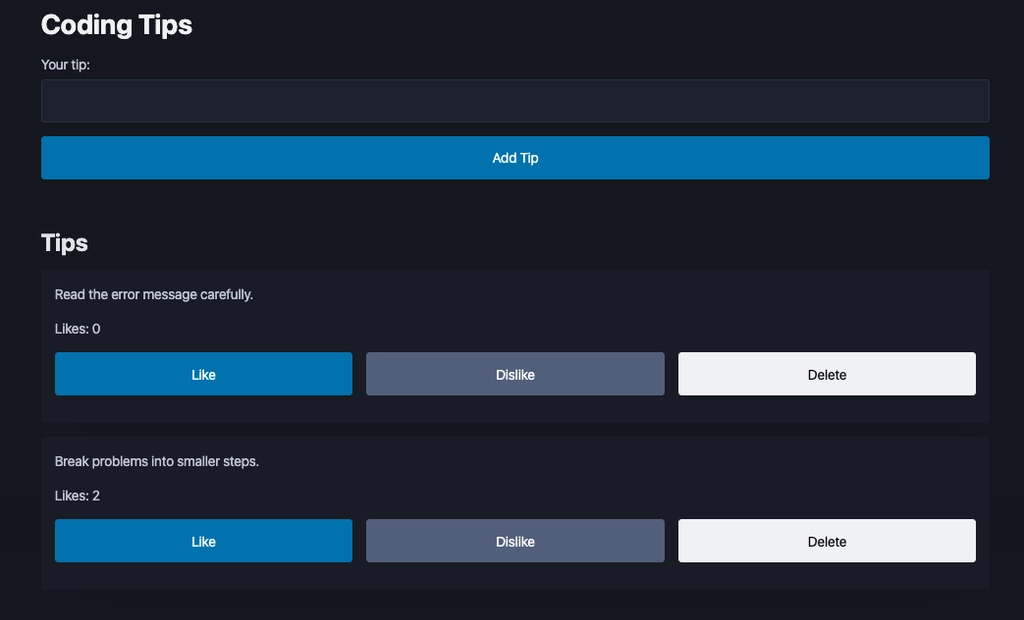 Coding Tips
Your tip:
Add Tip
Tips
Read the error message carefully.
Likes: 0
Like Dislike Delete
Break problems into smaller steps.
Likes: 2
Like Dislike Delete